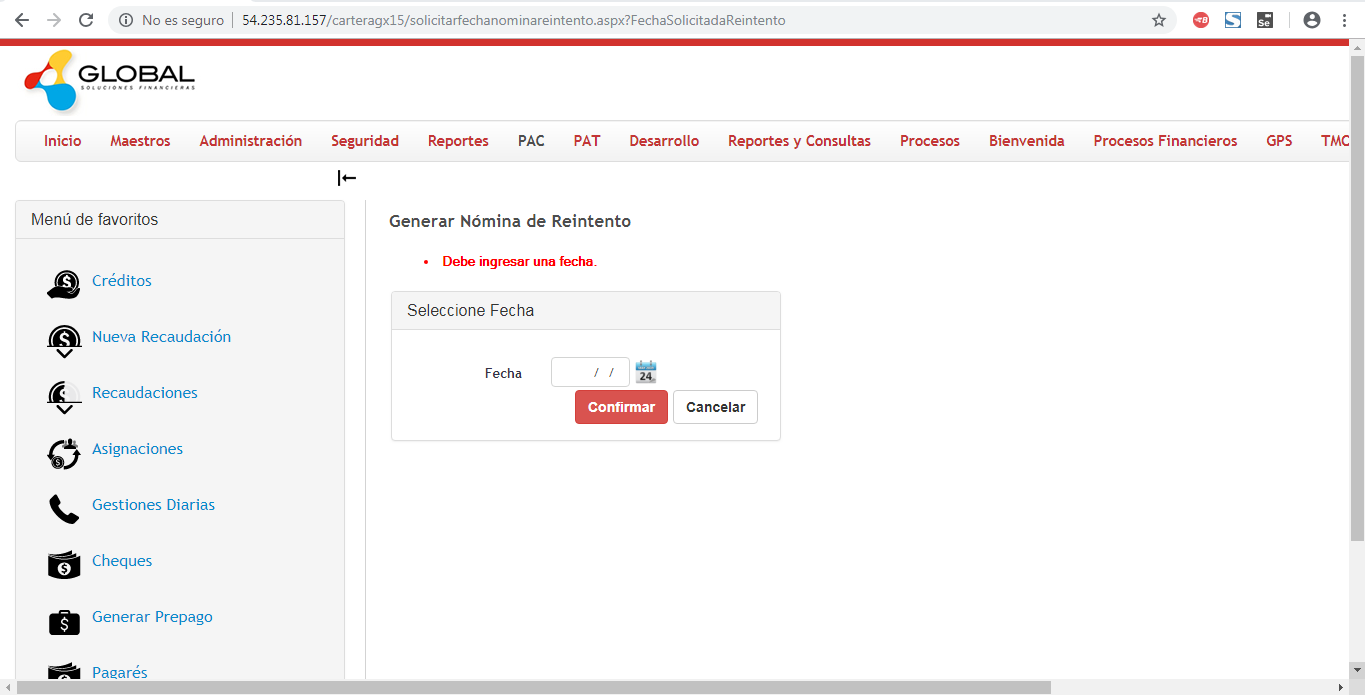 No es seguro 54.235.81.157/carteragx15/solicitarfechanominareintento.aspx?FechaSolicitadaReintento
GLOBAL
SOLUCIONES FINANCIERAS
Inicio Maestros Administración Seguridad Reportes PAC PAT Desarrollo Reportes y Consultas Procesos Bienvenida Procesos Financieros GPS TMO
Menú de favoritos
Créditos
Nueva Recaudación
Recaudaciones
Asignaciones
Gestiones Diarias
Cheques
Generar Prepago
Pagarés
Generar Nómina de Reintento
Debe ingresar una fecha.
Seleccione Fecha
Fecha / / 24
Confirmar Cancelar